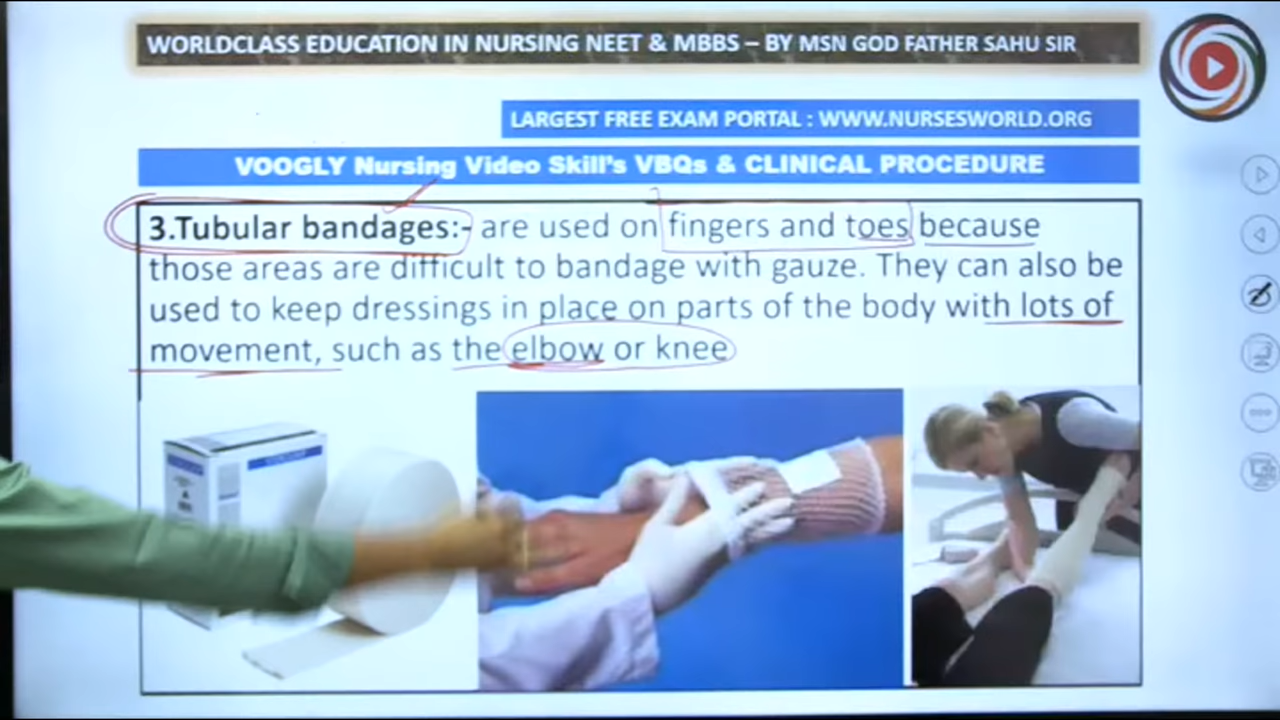 WORLDCLASS EDUCATION IN NURSING NEET & MBBS – BY MSN GOD FATHER SAHU SIR
LARGEST FREE EXAM PORTAL : WWW.NURSESWORLD.ORG
VOOGLY Nursing Video Skill's VBQs & CLINICAL PROCEDURE
3.Tubular bandages:- are used on fingers and toes because
those areas are difficult to bandage with gauze. They can also be
used to keep dressings in place on parts of the body with lots of
movement, such as the elbow or knee